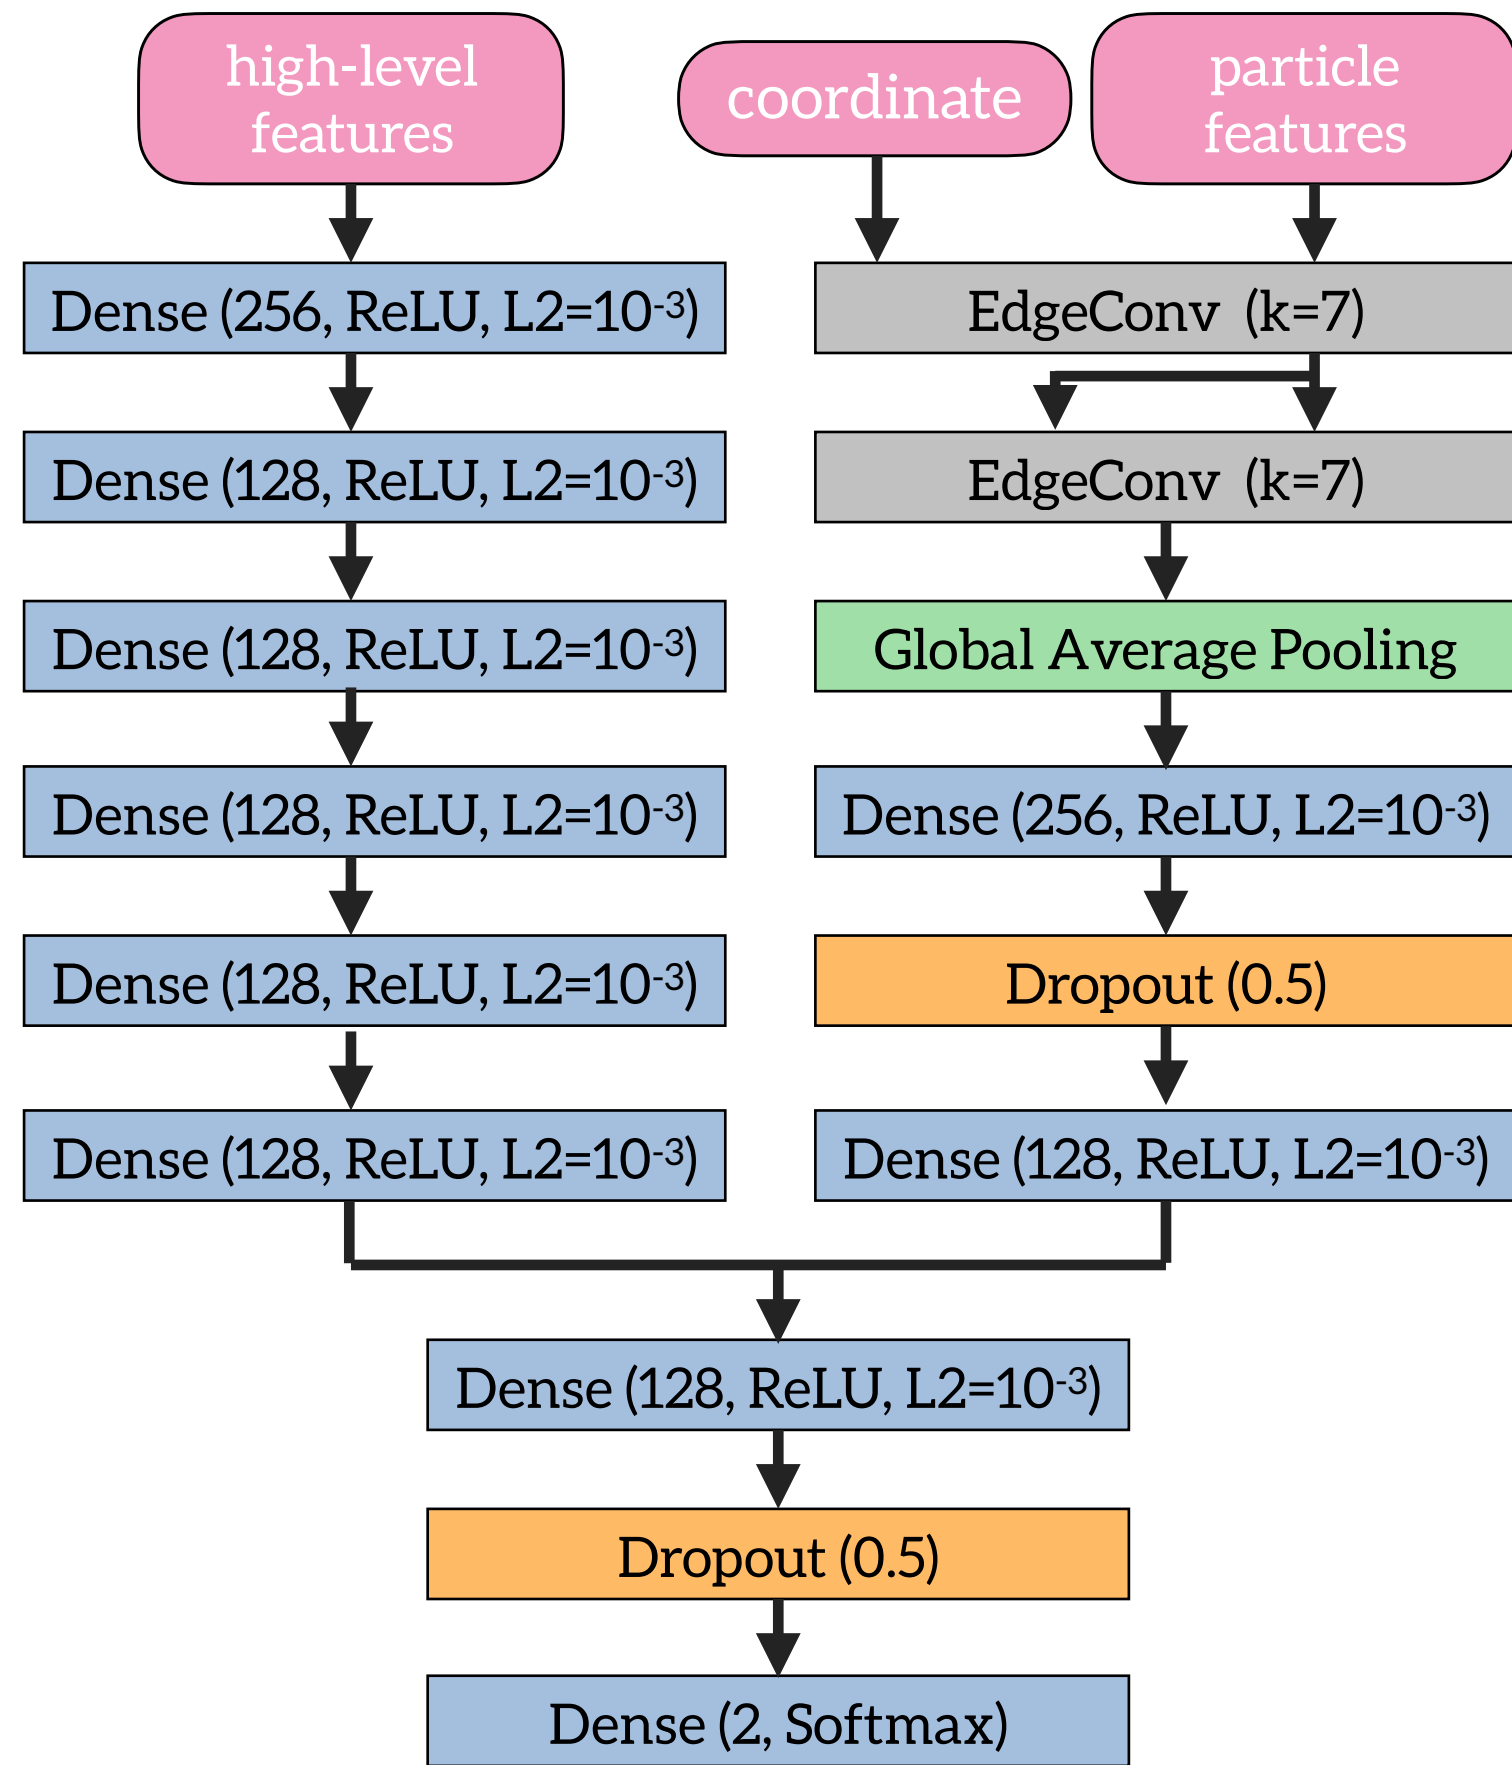 high-level
features
coordinate
particle
features
Dense (256, ReLU, L2=10⁻³)
EdgeConv (k=7)
Dense (128, ReLU, L2=10⁻³)
EdgeConv (k=7)
Dense (128, ReLU, L2=10⁻³)
Global Average Pooling
Dense (128, ReLU, L2=10⁻³)
Dense (256, ReLU, L2=10⁻³)
Dense (128, ReLU, L2=10⁻³)
Dropout (0.5)
Dense (128, ReLU, L2=10⁻³)
Dense (128, ReLU, L2=10⁻³)
Dense (128, ReLU, L2=10⁻³)
Dropout (0.5)
Dense (2, Softmax)